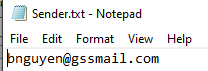 Sender.txt - Notepad
File Edit Format View Help
bnguyen@gssmail.com